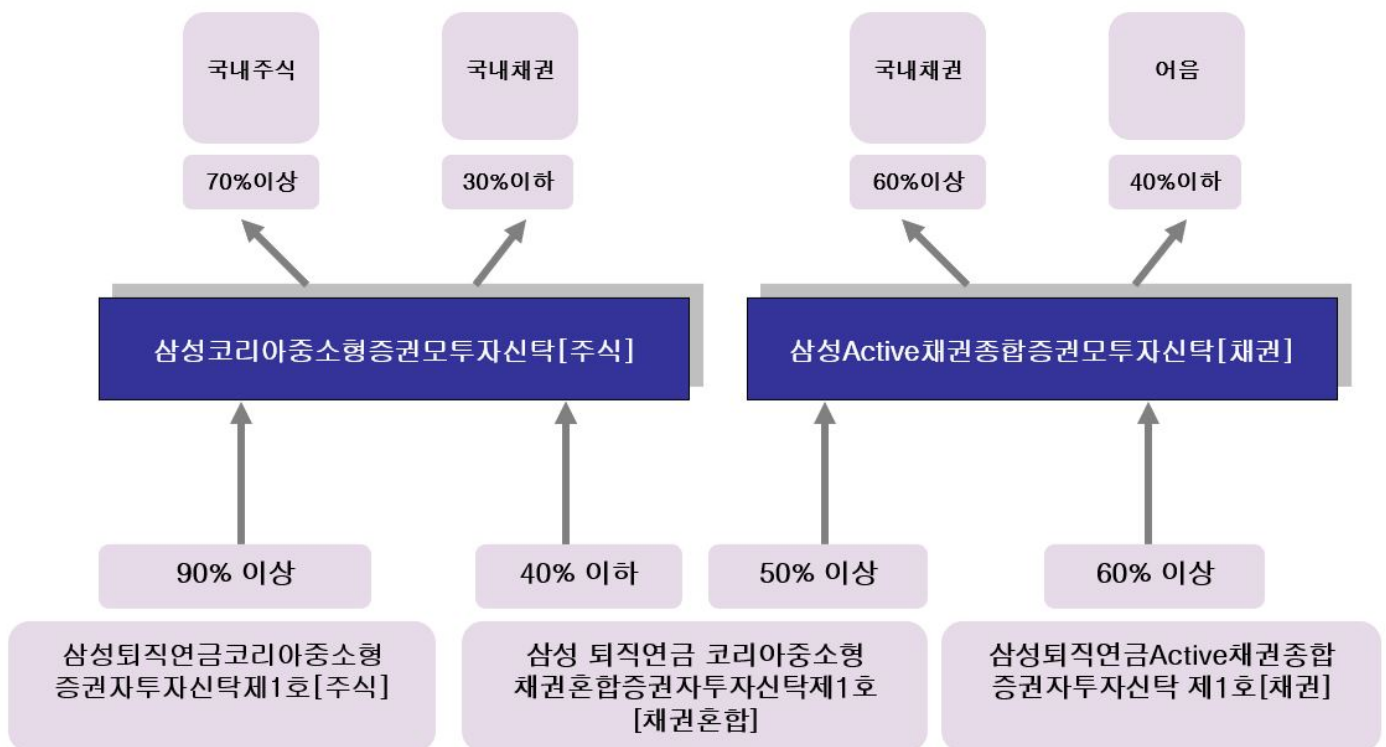 국내주식
국내채권
국내채권
어음
70%이상
30%이하
60%이상
40%이하
삼성코리아중소형증권모투자신탁[주식]
삼성Active채권종합증권모투자신탁[채권]
90% 이상
40% 이하
50% 이상
60% 이상
삼성퇴직연금코리아중소형
증권자투자신탁제1호[주식]
삼성 퇴직연금 코리아중소형
채권혼합증권자투자신탁제1호
[채권혼합]
삼성퇴직연금Active채권종합
증권자투자신탁 제1호[채권]